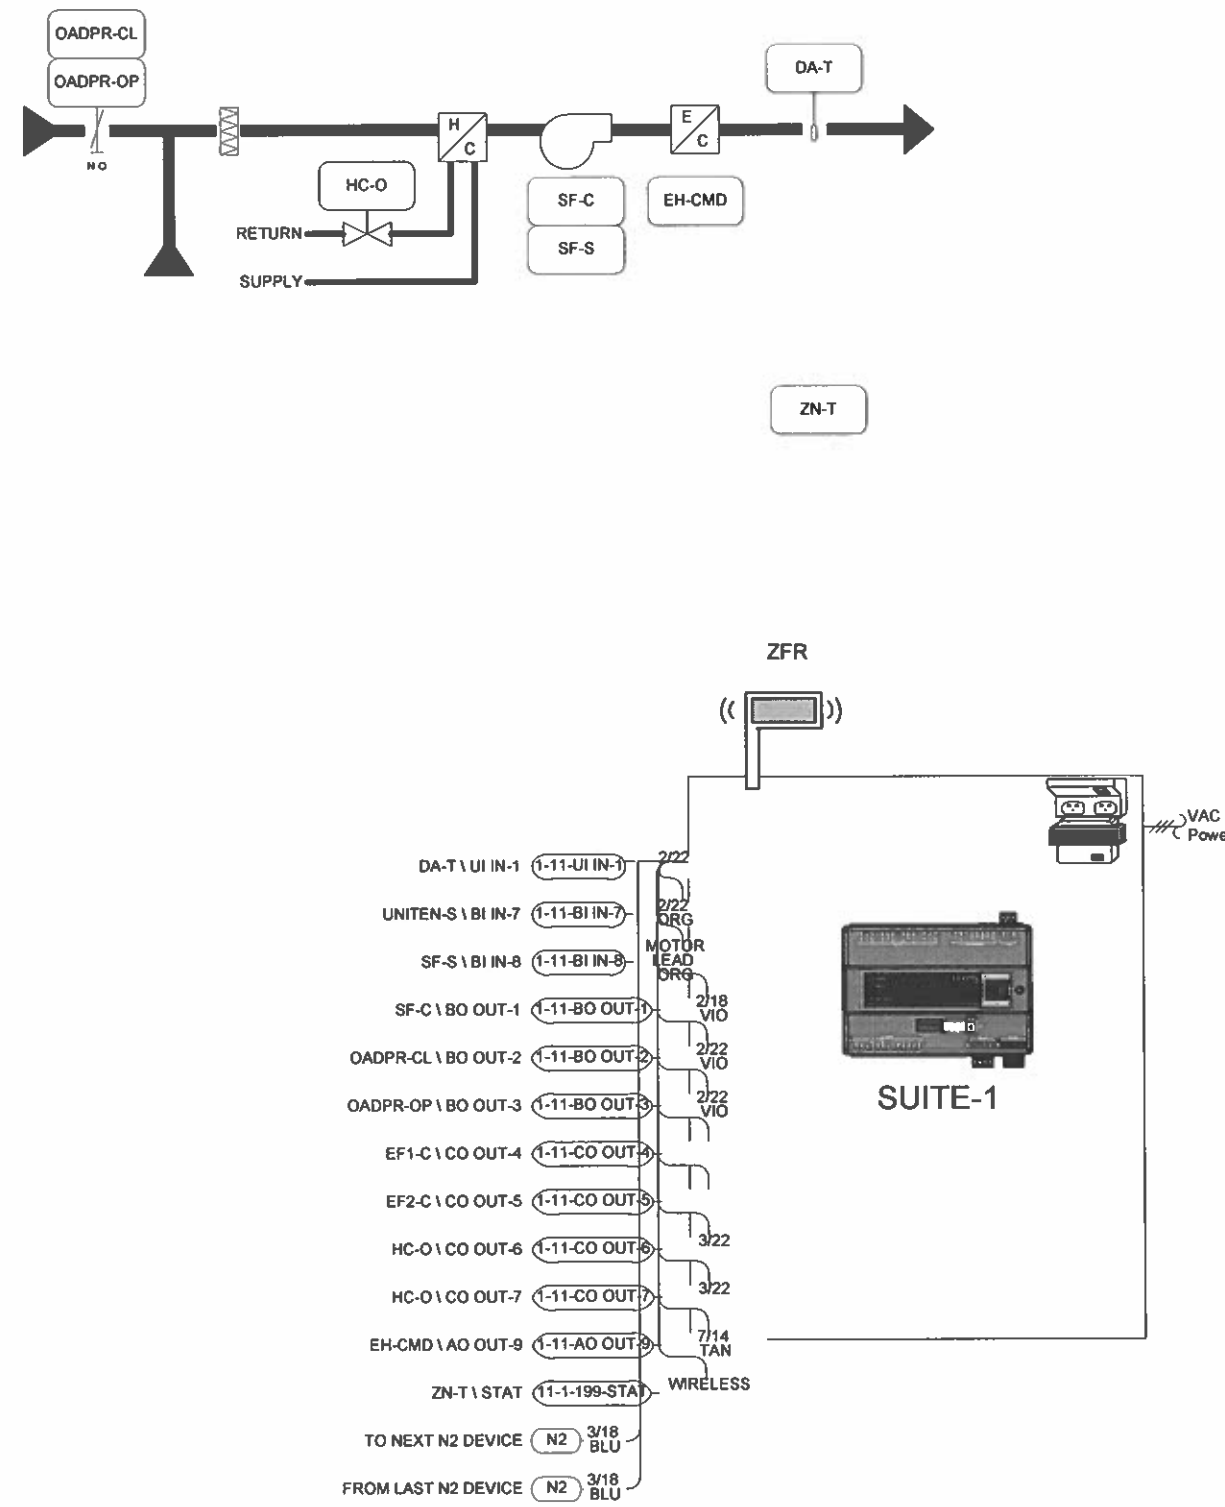 OADPR-CL
OADPR-OP
DA-T
N O
H
C
E
C
HC-O
SF-C
SF-S
EH-CMD
RETURN
SUPPLY
ZN-T
ZFR
VAC
Powe
DA-T \ UI IN-1 1-11-UI IN-1 2/22
UNITEN-S \ BI IN-7 1-11-BI IN-7 2/22
ORG
SF-S \ BI IN-8 1-11-BI IN-8 MOTOR
LEAD
ORG
SF-C \ BO OUT-1 1-11-BO OUT-1 2/18
VIO
OADPR-CL \ BO OUT-2 1-11-BO OUT-2 2/22
VIO
OADPR-OP \ BO OUT-3 1-11-BO OUT-3 2/22
VIO
EF1-C \ CO OUT-4 1-11-CO OUT-4
EF2-C \ CO OUT-5 1-11-CO OUT-5
HC-O \ CO OUT-6 1-11-CO OUT-6 3/22
HC-O \ CO OUT-7 1-11-CO OUT-7 3/22
EH-CMD \ AO OUT-9 1-11-AO OUT-9 7/14
TAN
ZN-T \ STAT 11-1-199-STAT WIRELESS
TO NEXT N2 DEVICE N2 3/18
BLU
FROM LAST N2 DEVICE N2 3/18
BLU
SUITE-1